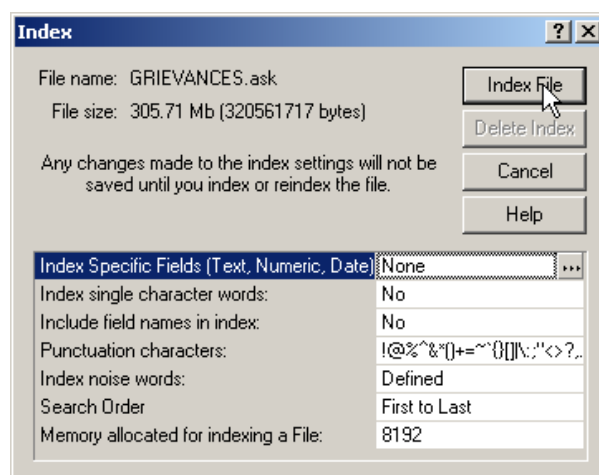 Index
File name: GRIEVANCES.ask
File size: 305.71 Mb (320561717 bytes)
Any changes made to the index settings will not be
saved until you index or reindex the file.
Index File
Delete Index
Cancel
Help
Index Specific Fields (Text, Numeric, Date) None ...
Index single character words: No
Include field names in index: No
Punctuation characters: !@%^&*()+=~`{}[]|\:;"<>?,.
Index noise words: Defined
Search Order First to Last
Memory allocated for indexing a File: 8192